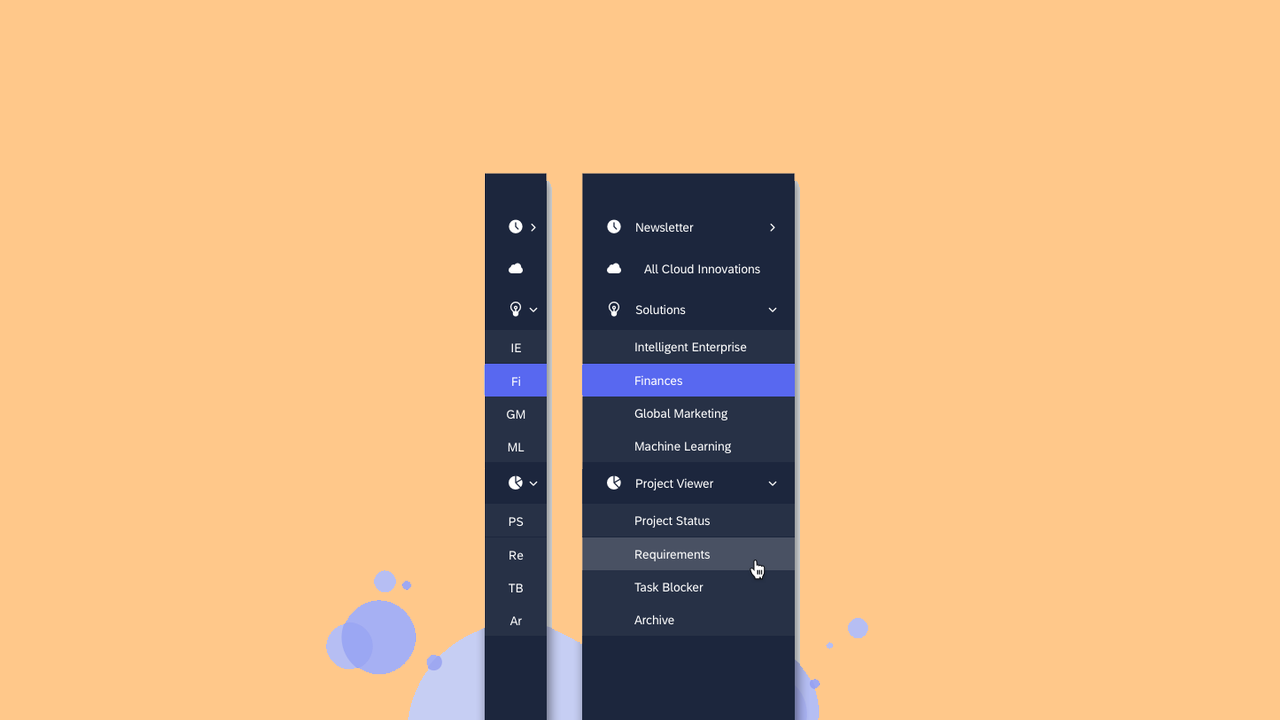 IE
Fi
GM
ML
PS
Re
TB
Ar
Newsletter
All Cloud Innovations
Solutions
Intelligent Enterprise
Finances
Global Marketing
Machine Learning
Project Viewer
Project Status
Requirements
Task Blocker
Archive